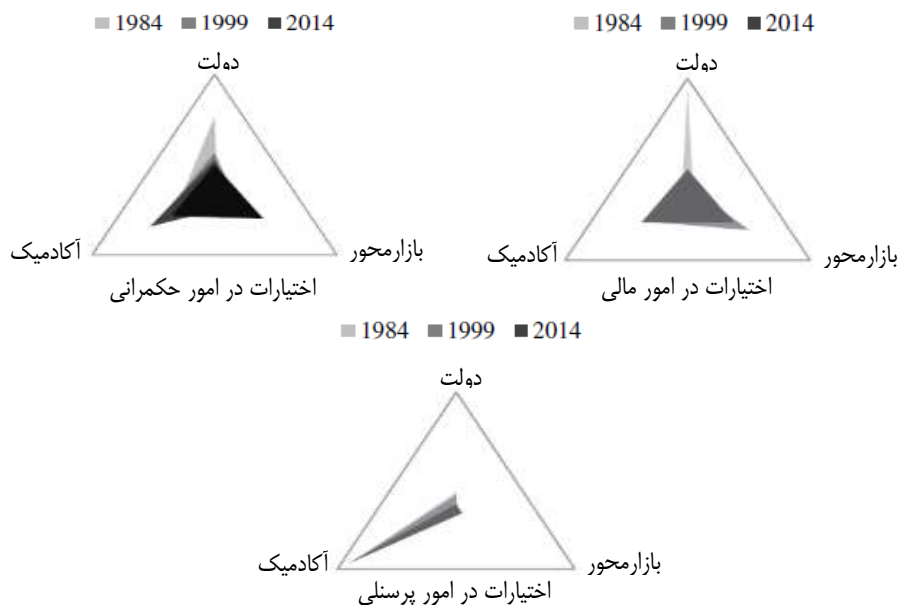 1984 1999 2014
دولت
آکادمیک
بازارمحور
اختیارات در امور حکمرانی
1984 1999 2014
دولت
آکادمیک
بازارمحور
اختیارات در امور مالی
1984 1999 2014
دولت
آکادمیک
بازارمحور
اختیارات در امور پرسنلی